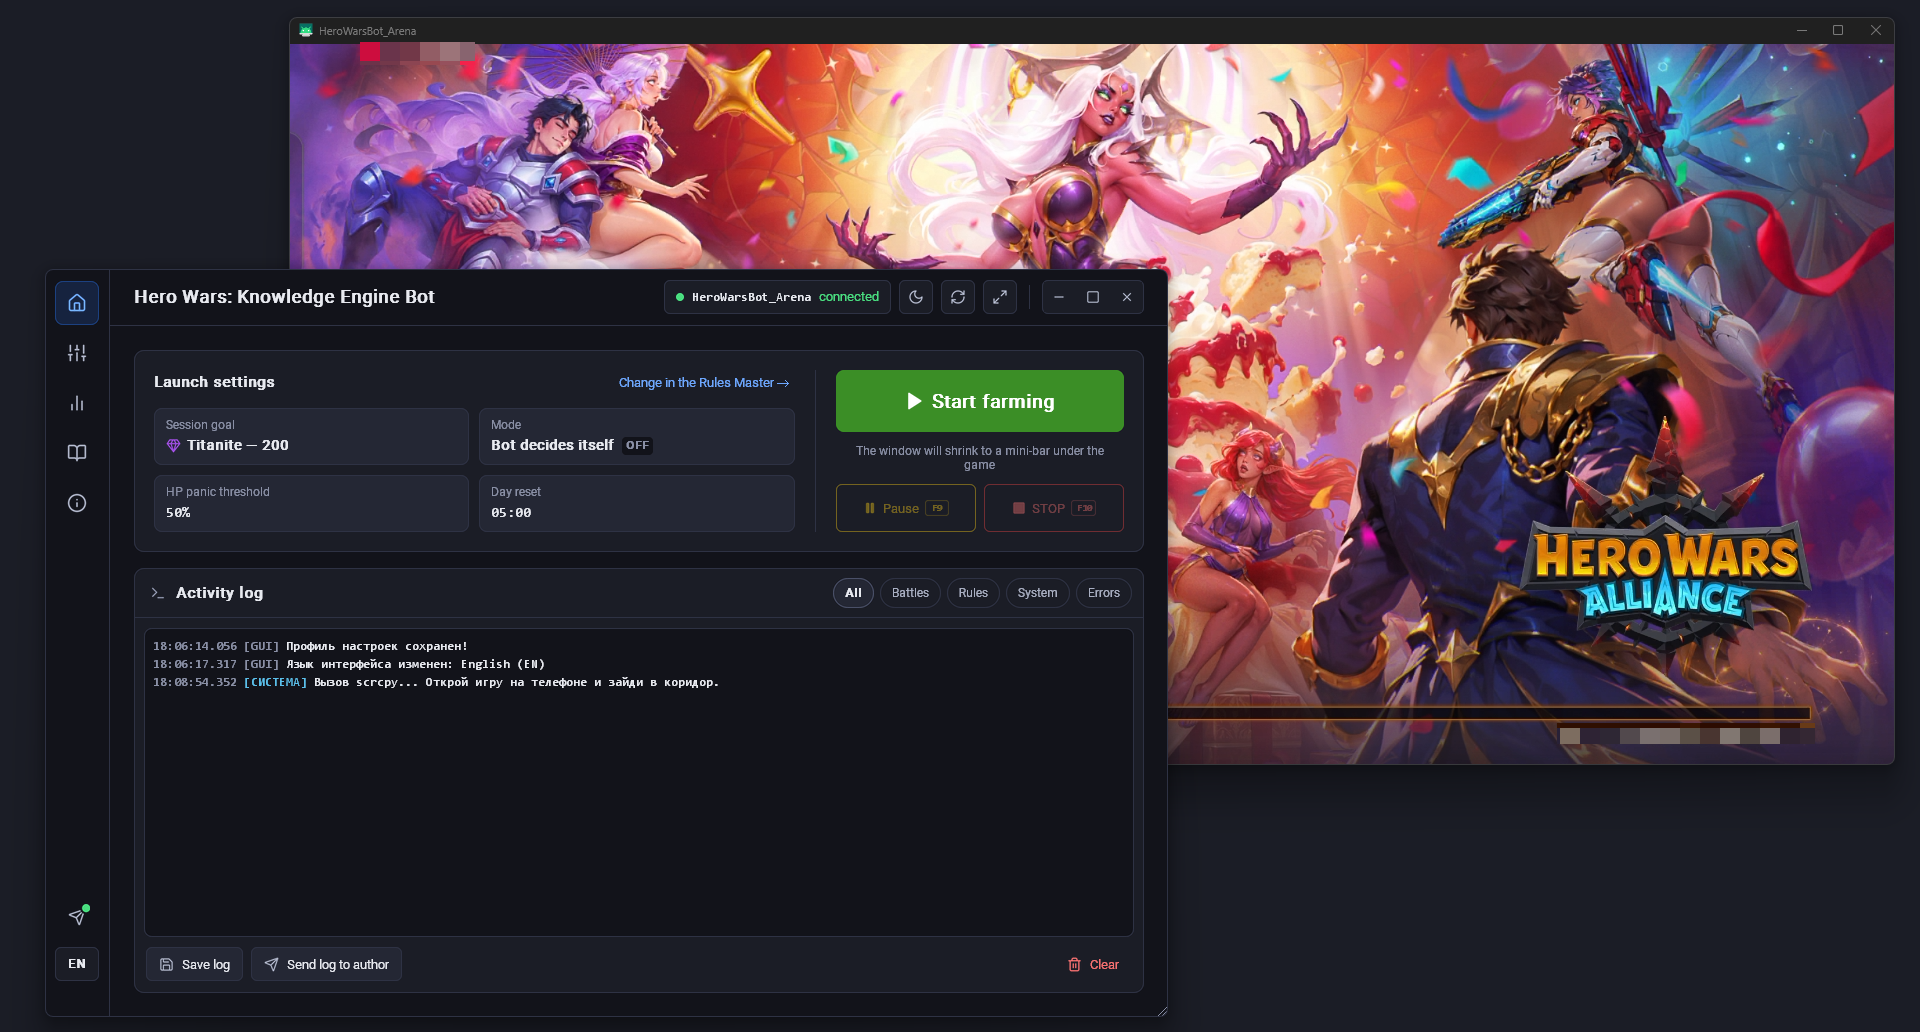 HeroWarsBot_Arena
Hero Wars: Knowledge Engine Bot
HeroWarsBot_Arena connected
Launch settings
Change in the Rules Master →
Session goal
Titanite — 200
Mode
Bot decides itself OFF
HP panic threshold
50%
Day reset
05:00
Start farming
The window will shrink to a mini-bar under the
game
Pause F9
STOP F10
HERO WARS
ALLIANCE
Activity log
All
Battles
Rules
System
Errors
18:06:14.056 [GUI] Профиль настроек сохранен!
18:06:17.317 [GUI] Язык интерфейса изменен: English (EN)
18:08:54.352 [СИСТЕМА] Вызов scrcpy... Открой игру на телефоне и зайди в коридор.
EN
Save log
Send log to author
Clear